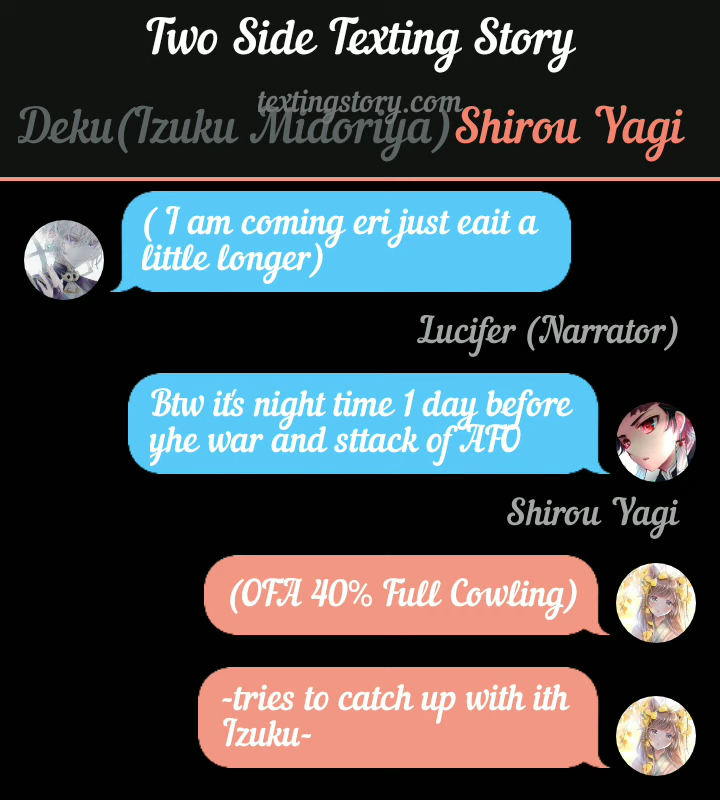 Two Side Texting Story
textingstory.com
Deku(Izuku Midoriya) Shirou Yagi
( I am coming eri just eait a
little longer)
Lucifer (Narrator)
Btw it's night time 1 day before
yhe war and sttack of AFO
Shirou Yagi
(OFA 40% Full Cowling)
-tries to catch up with ith
Izuku-